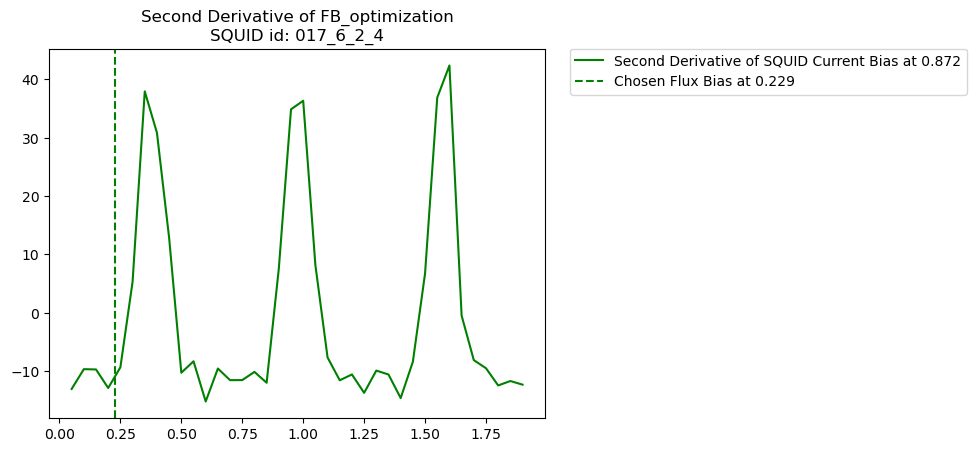 Second Derivative of FB_optimization
SQUID id: 017_6_2_4
Second Derivative of SQUID Current Bias at 0.872
Chosen Flux Bias at 0.229
40
30
20
10
0
−10
0.00 0.25 0.50 0.75 1.00 1.25 1.50 1.75